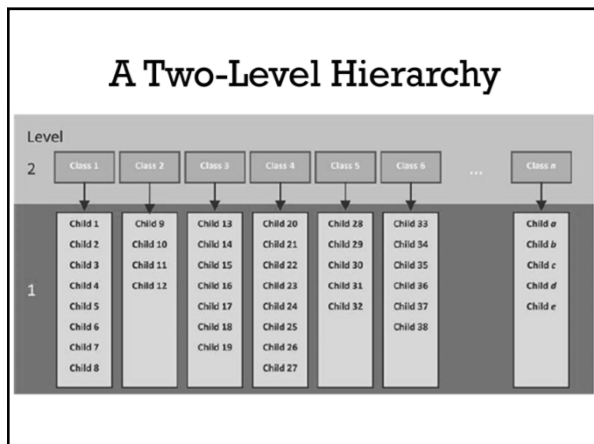 A Two-Level Hierarchy
Level
2
Class 1
Class 2
Class 3
Class 4
Class 5
Class 6
...
Class n
1
Child 1
Child 2
Child 3
Child 4
Child 5
Child 6
Child 7
Child 8
Child 9
Child 10
Child 11
Child 12
Child 13
Child 14
Child 15
Child 16
Child 17
Child 18
Child 19
Child 20
Child 21
Child 22
Child 23
Child 24
Child 25
Child 26
Child 27
Child 28
Child 29
Child 30
Child 31
Child 32
Child 33
Child 34
Child 35
Child 36
Child 37
Child 38
Child a
Child b
Child c
Child d
Child e